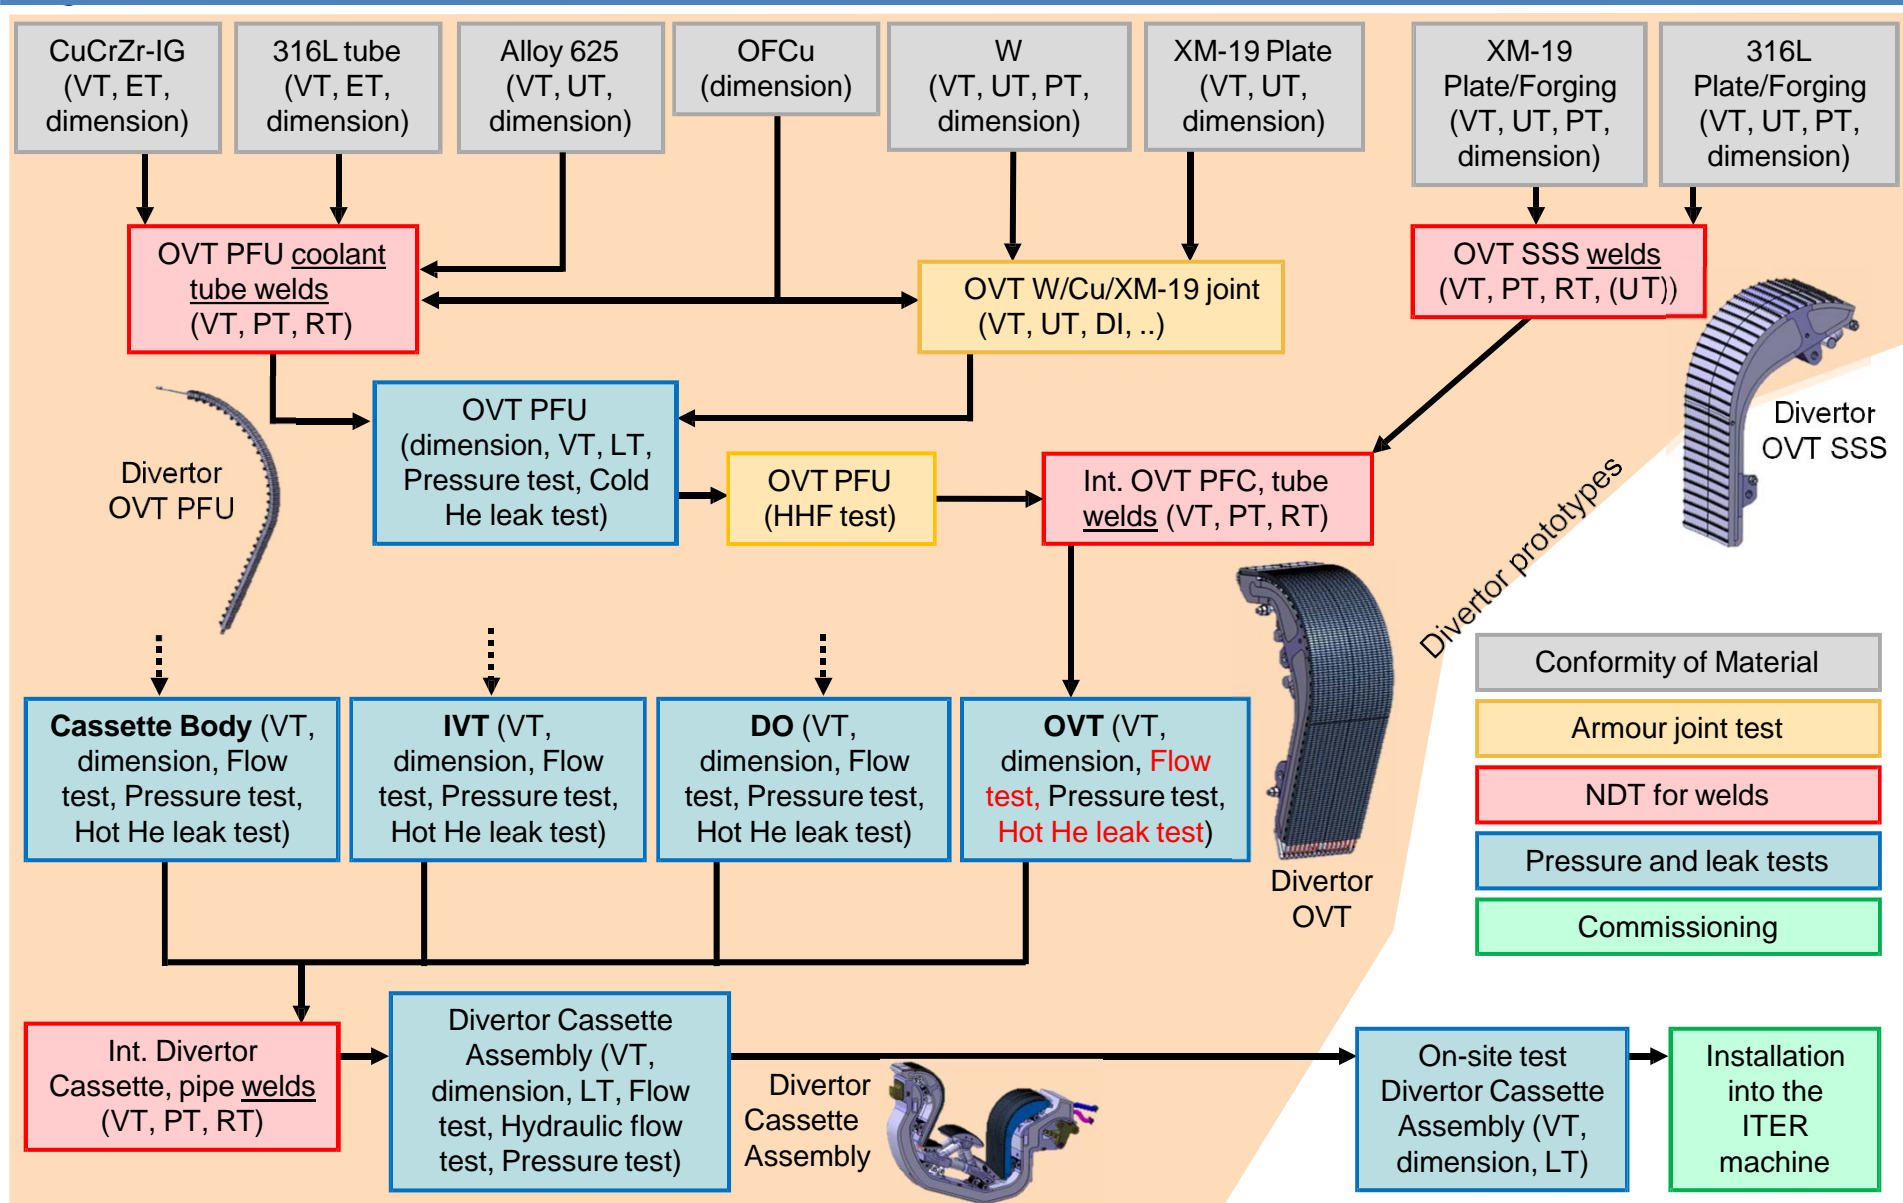 CuCrZr-IG
(VT, ET,
dimension)
316L tube
(VT, ET,
dimension)
Alloy 625
(VT, UT,
dimension)
OFCu
(dimension)
W
(VT, UT, PT,
dimension)
XM-19 Plate
(VT, UT,
dimension)
XM-19
Plate/Forging
(VT, UT, PT,
dimension)
316L
Plate/Forging
(VT, UT, PT,
dimension)
OVT PFU coolant
tube welds
(VT, PT, RT)
OVT W/Cu/XM-19 joint
(VT, UT, DI, ..)
OVT SSS welds
(VT, PT, RT, (UT))
Divertor
OVT PFU
OVT PFU
(dimension, VT, LT,
Pressure test, Cold
He leak test)
OVT PFU
(HHF test)
Int. OVT PFC, tube
welds (VT, PT, RT)
Divertor
OVT SSS
Divertor prototypes
Cassette Body (VT,
dimension, Flow
test, Pressure test,
Hot He leak test)
IVT (VT,
dimension, Flow
test, Pressure test,
Hot He leak test)
DO (VT,
dimension, Flow
test, Pressure test,
Hot He leak test)
OVT (VT,
dimension, Flow
test, Pressure test,
Hot He leak test)
Divertor
OVT
Conformity of Material
Armour joint test
NDT for welds
Pressure and leak tests
Commissioning
Int. Divertor
Cassette, pipe welds
(VT, PT, RT)
Divertor Cassette
Assembly (VT,
dimension, LT, Flow
test, Hydraulic flow
test, Pressure test)
Divertor
Cassette
Assembly
On-site test
Divertor Cassette
Assembly (VT,
dimension, LT)
Installation
into the
ITER
machine